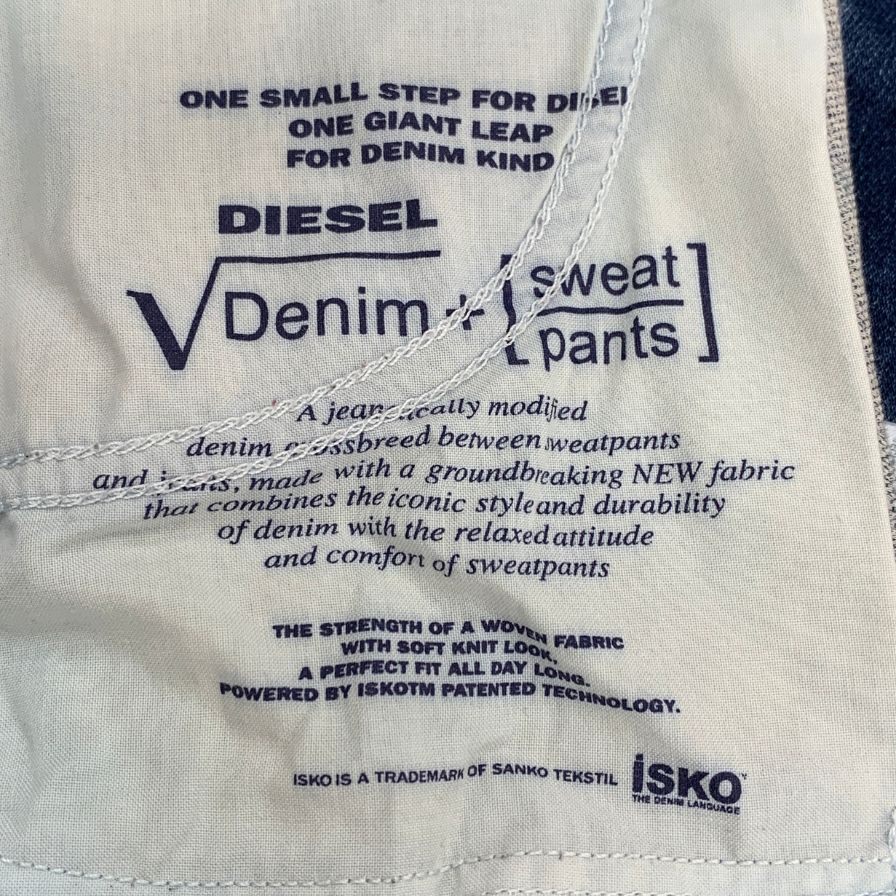 ONE SMALL STEP FOR DIESEL
ONE GIANT LEAP
FOR DENIM KIND
DIESEL
√Denim + [sweat
pants]
A jeanetically modified
denim crossbreed between sweatpants
and jeans, made with a groundbreaking NEW fabric
that combines the iconic style and durability
of denim with the relaxed attitude
and comfort of sweatpants
THE STRENGTH OF A WOVEN FABRIC
WITH SOFT KNIT LOOK,
A PERFECT FIT ALL DAY LONG.
POWERED BY ISKOTM PATENTED TECHNOLOGY.
ISKO IS A TRADEMARK OF SANKO TEKSTIL
İSKO™
THE DENIM LANGUAGE